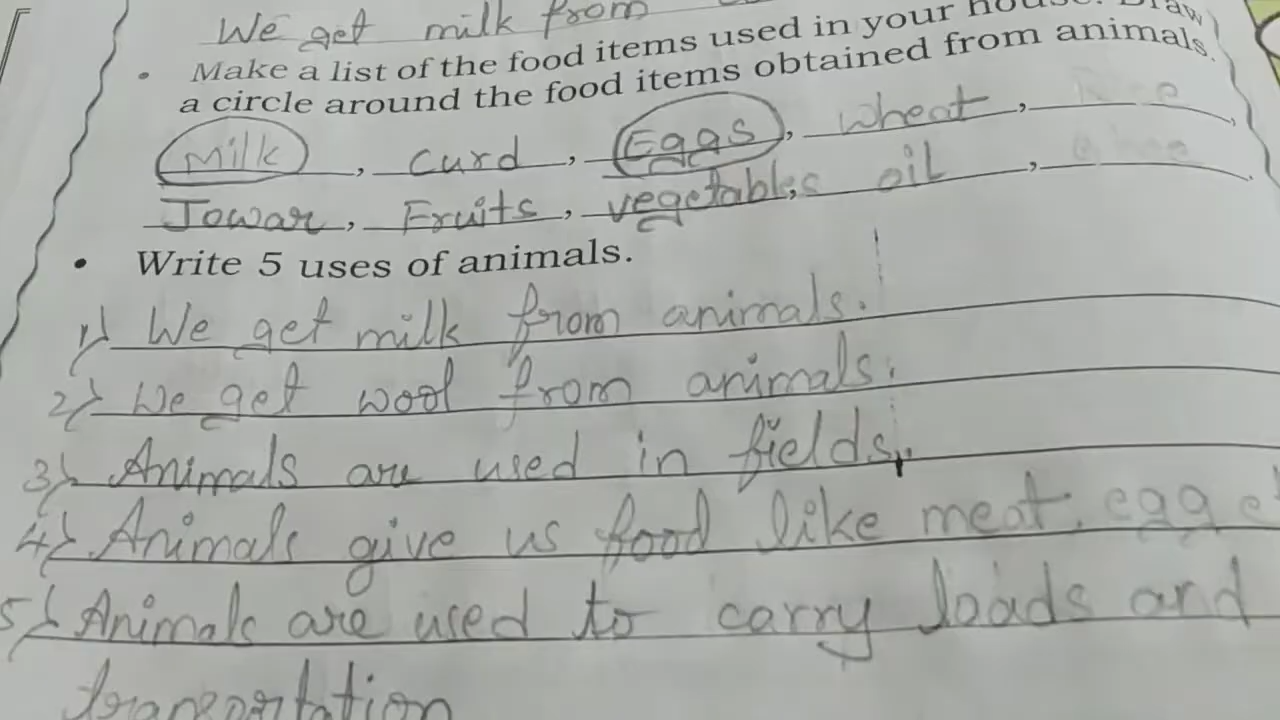 We get milk from
• Make a list of the food items used in your house. Draw
a circle around the food items obtained from animals.
Milk, curd, Eggs, wheat,
Jowar, Fruits, vegetables oil,
• Write 5 uses of animals.
1) We get milk from animals.
2) We get wool from animals.
3) Animals are used in fields.
4) Animals give us food like meat, egg
5) Animals are used to carry loads and
transportation